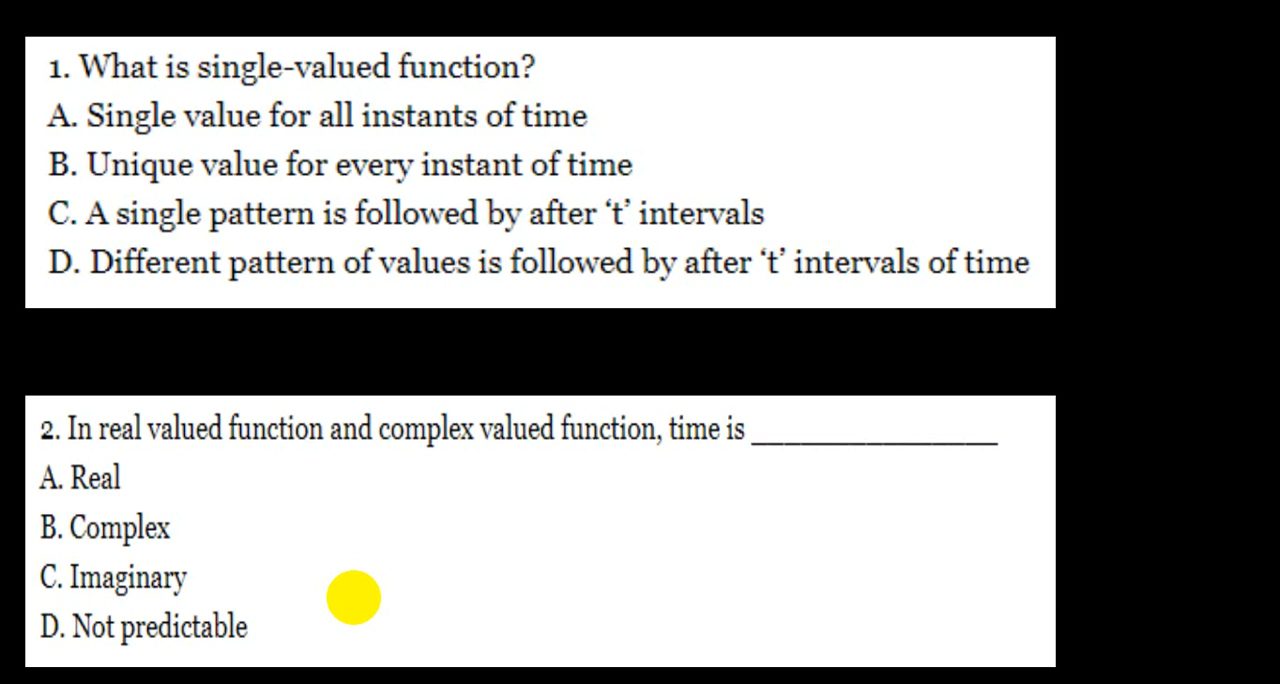 1. What is single-valued function?
A. Single value for all instants of time
B. Unique value for every instant of time
C. A single pattern is followed by after ‘t’ intervals
D. Different pattern of values is followed by after ‘t’ intervals of time
2. In real valued function and complex valued function, time is _______________
A. Real
B. Complex
C. Imaginary
D. Not predictable